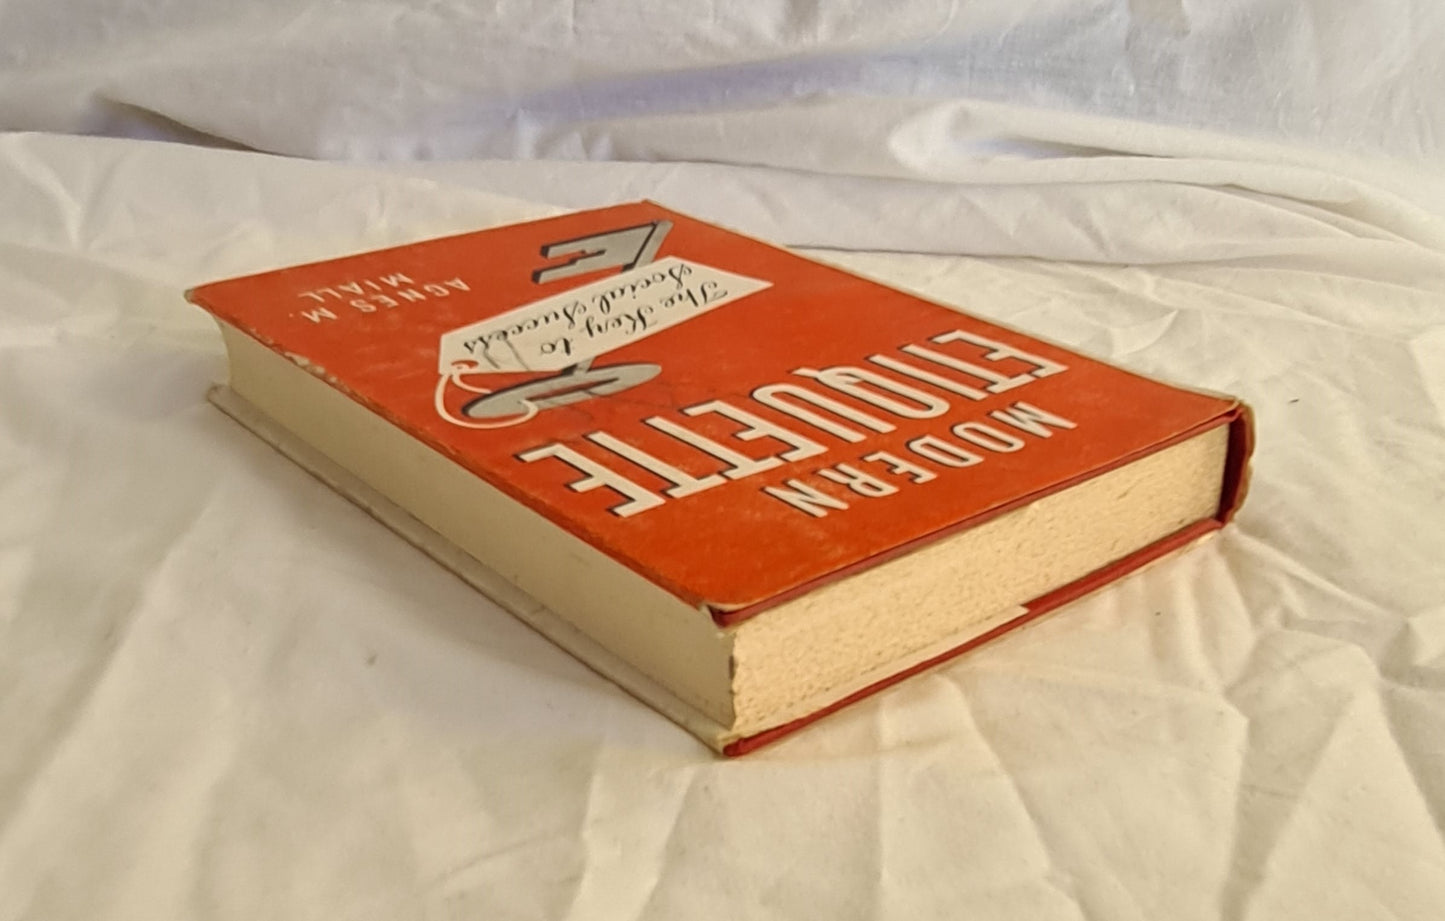 MODERN
ETIQUETTE
The Key to
Social Success
AGNES M.
MIALL